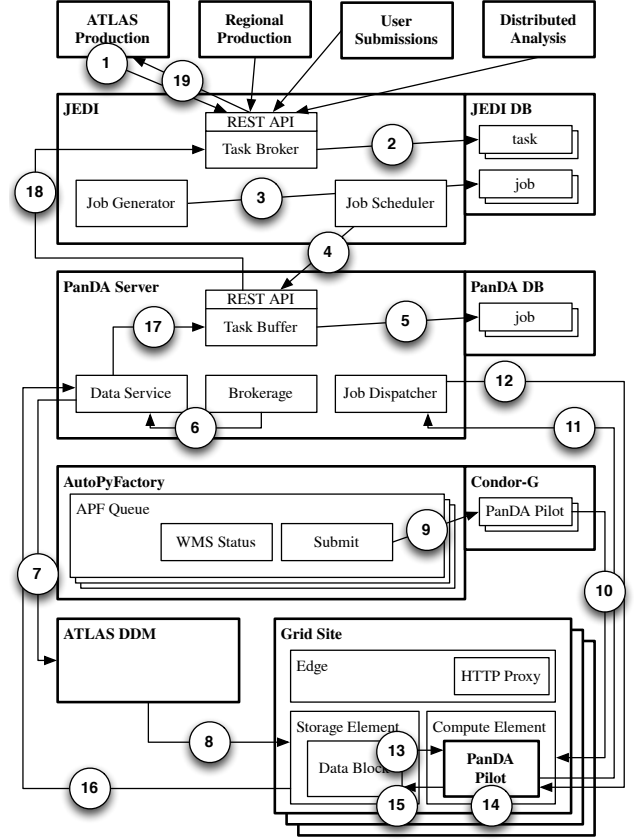 ATLAS
Production
Regional
Production
User
Submissions
Distributed
Analysis
1
19
JEDI
REST API
Task Broker
2
JEDI DB
task
18
Job Generator
3
Job Scheduler
job
4
PanDA Server
REST API
Task Buffer
17
5
PanDA DB
job
Data Service
Brokerage
Job Dispatcher
12
6
11
AutoPyFactory
APF Queue
WMS Status
Submit
9
Condor-G
PanDA Pilot
7
10
ATLAS DDM
Grid Site
Edge
HTTP Proxy
8
Storage Element
Compute Element
Data Block
13
PanDA
Pilot
16
15
14